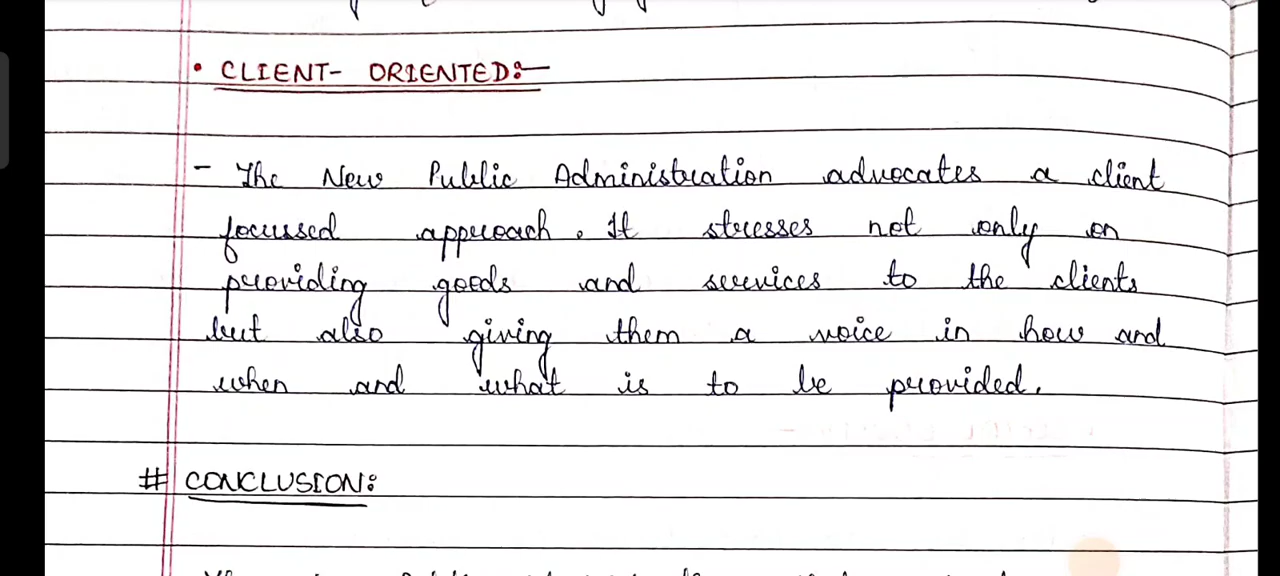 • CLIENT- ORIENTED:-
- The New Public Administration advocates a client
focussed approach. It stresses not only on
providing goods and services to the clients
but also giving them a voice in how and
when and what is to be provided.
# CONCLUSION: